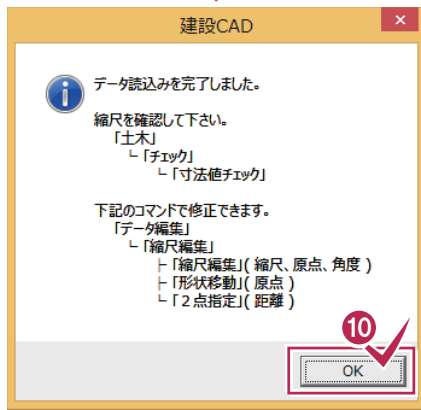 建設CAD
データ読込みを完了しました。
縮尺を確認して下さい。
「土木」
└「チェック」
└「寸法値チェック」
下記のコマンドで修正できます。
「データ編集」
└「縮尺編集」
├「縮尺編集」( 縮尺、原点、角度 )
├「形状移動」( 原点 )
└「２点指定」( 距離 )
10
OK